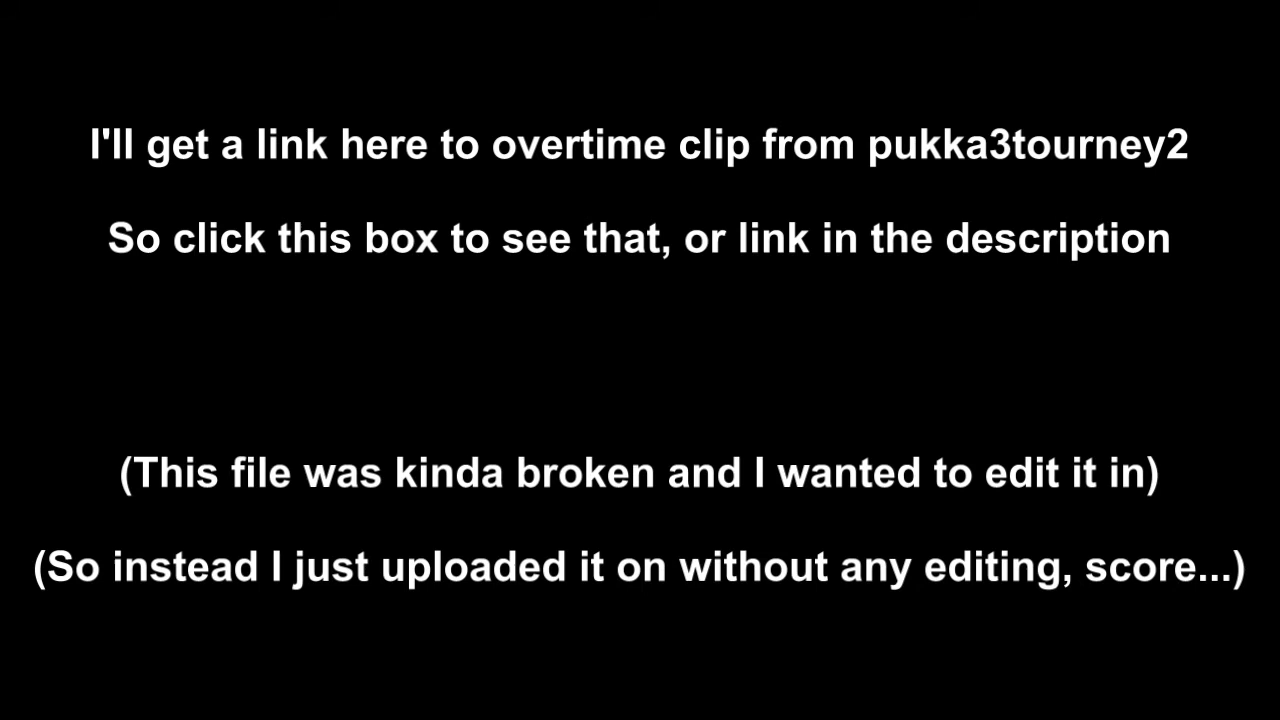 I'll get a link here to overtime clip from pukka3tourney2
So click this box to see that, or link in the description
(This file was kinda broken and I wanted to edit it in)
(So instead I just uploaded it on without any editing, score...)